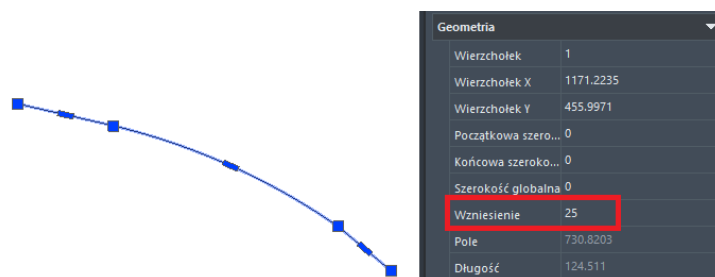 Geometria
Wierzchołek 1
Wierzchołek X 1171.2235
Wierzchołek Y 455.9971
Początkowa szero... 0
Końcowa szeroko... 0
Szerokość globalna 0
Wzniesienie 25
Pole 730.8203
Długość 124.511